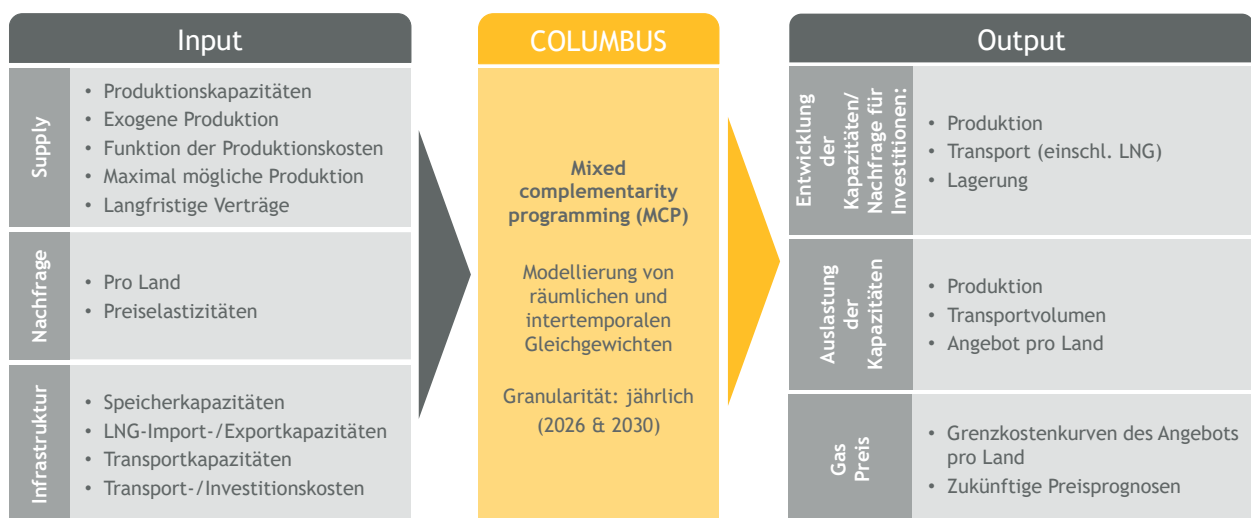 Input
Supply
• Produktionskapazitäten
• Exogene Produktion
• Funktion der Produktionskosten
• Maximal mögliche Produktion
• Langfristige Verträge
Nachfrage
• Pro Land
• Preiselastizitäten
Infrastruktur
• Speicherkapazitäten
• LNG-Import-/Exportkapazitäten
• Transportkapazitäten
• Transport-/Investitionskosten
COLUMBUS
Mixed
complementarity
programming (MCP)
Modellierung von
räumlichen und
intertemporalen
Gleichgewichten
Granularität: jährlich
(2026 & 2030)
Output
Entwicklung
der
Kapazitäten/
Nachfrage für
Investitionen:
• Produktion
• Transport (einschl. LNG)
• Lagerung
Auslastung
der
Kapazitäten
• Produktion
• Transportvolumen
• Angebot pro Land
Gas
Preis
• Grenzkostenkurven des Angebots
pro Land
• Zukünftige Preisprognosen